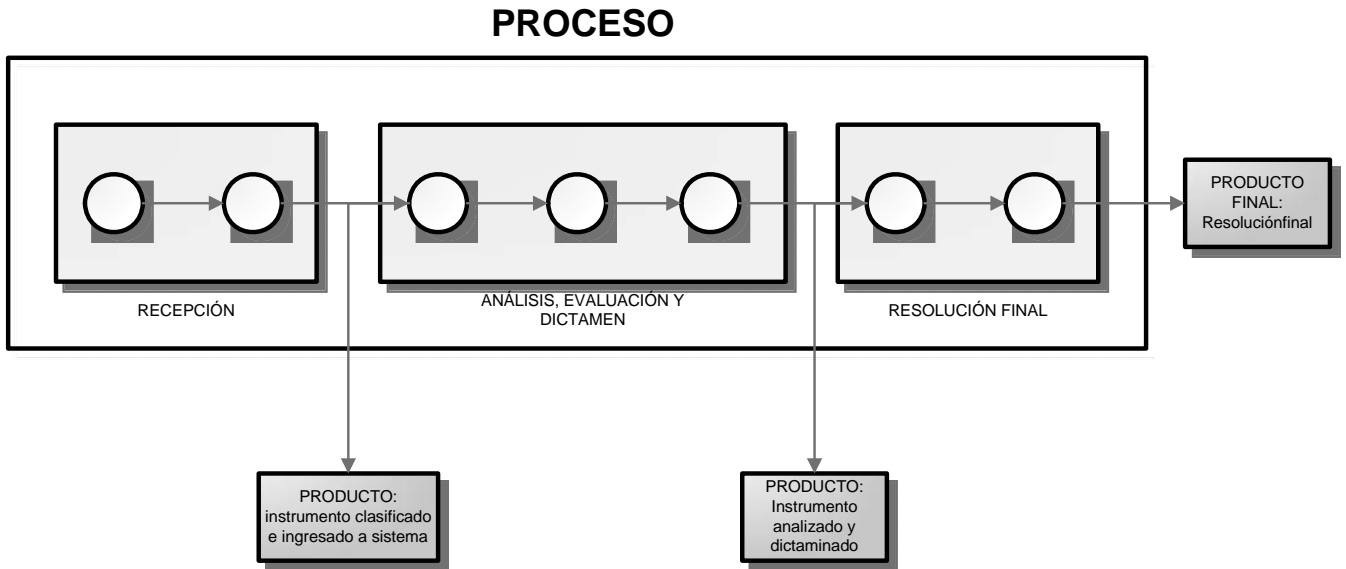 PROCESO
RECEPCIÓN
ANÁLISIS, EVALUACIÓN Y
DICTAMEN
RESOLUCIÓN FINAL
PRODUCTO
FINAL:
Resoluciónfinal
PRODUCTO:
instrumento clasificado
e ingresado a sistema
PRODUCTO:
Instrumento
analizado y
dictaminado